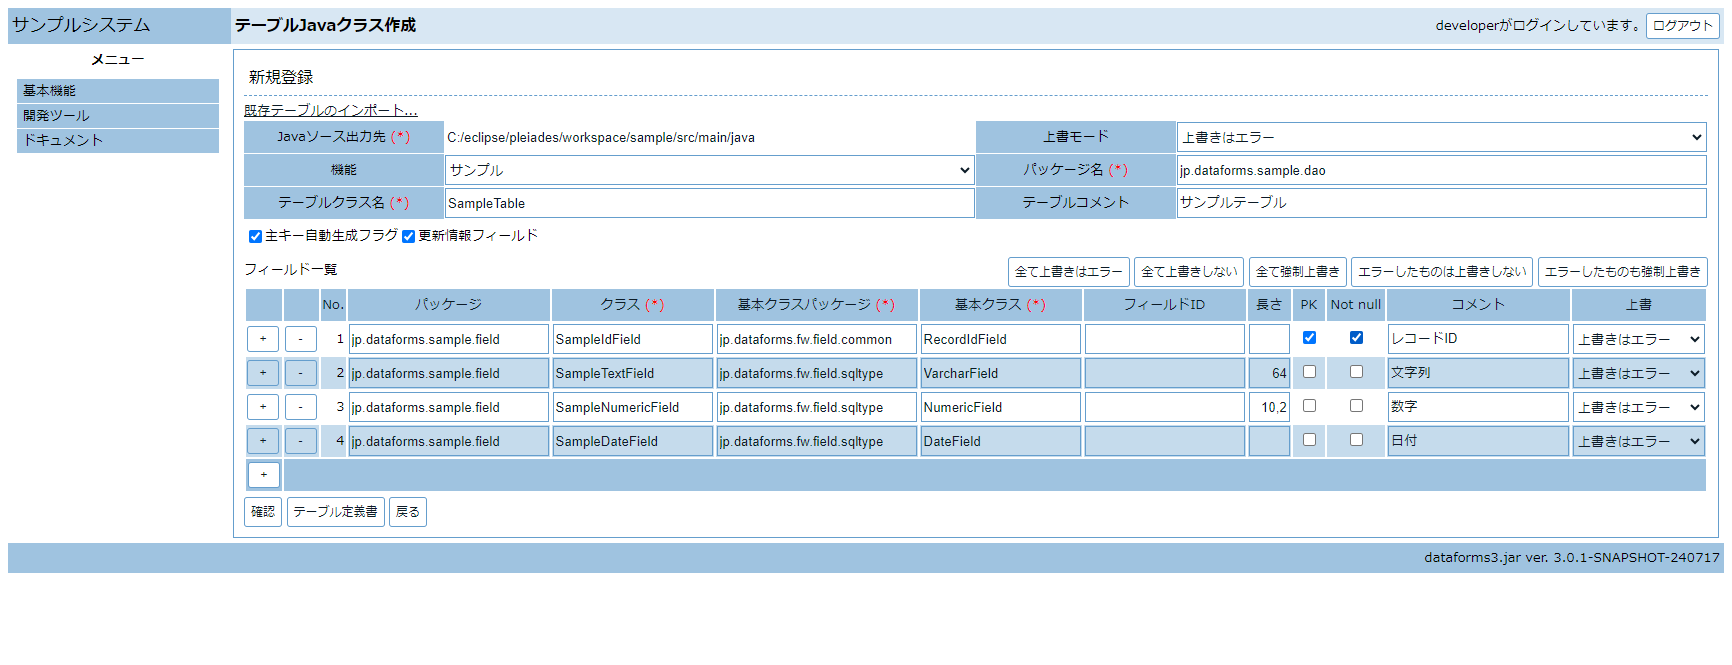 サンプルシステム
テーブルJavaクラス作成
developerがログインしています。 ログアウト
メニュー
基本機能
開発ツール
ドキュメント
新規登録
既存テーブルのインポート...
Javaソース出力先 (*) C:/eclipse/pleiades/workspace/sample/src/main/java 上書モード 上書きはエラー
機能 サンプル パッケージ名 (*) jp.dataforms.sample.dao
テーブルクラス名 (*) SampleTable テーブルコメント サンプルテーブル
主キー自動生成フラグ 更新情報フィールド
フィールド一覧 全て上書きはエラー 全て上書きしない 全て強制上書き エラーしたものは上書きしない エラーしたものも強制上書き
No. パッケージ クラス (*) 基本クラスパッケージ (*) 基本クラス (*) フィールドID 長さ PK Not null コメント 上書
+ - 1 jp.dataforms.sample.field SampleIdField jp.dataforms.fw.field.common RecordIdField レコードID 上書きはエラー
+ - 2 jp.dataforms.sample.field SampleTextField jp.dataforms.fw.field.sqltype VarcharField 64 文字列 上書きはエラー
+ - 3 jp.dataforms.sample.field SampleNumericField jp.dataforms.fw.field.sqltype NumericField 10,2 数字 上書きはエラー
+ - 4 jp.dataforms.sample.field SampleDateField jp.dataforms.fw.field.sqltype DateField 日付 上書きはエラー
+
確認 テーブル定義書 戻る
dataforms3.jar ver. 3.0.1-SNAPSHOT-240717